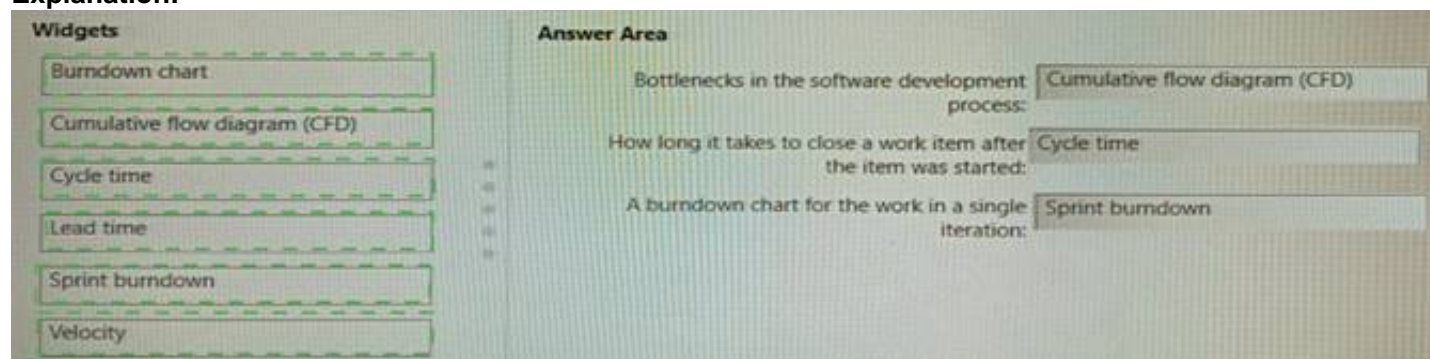 Explanation:
Widgets
Answer Area
Burndown chart
Cumulative flow diagram (CFD)
Cycle time
Lead time
Sprint burndown
Velocity
Bottlenecks in the software development
process:
Cumulative flow diagram (CFD)
How long it takes to close a work item after
the item was started:
Cycle time
A burndown chart for the work in a single
iteration:
Sprint burndown